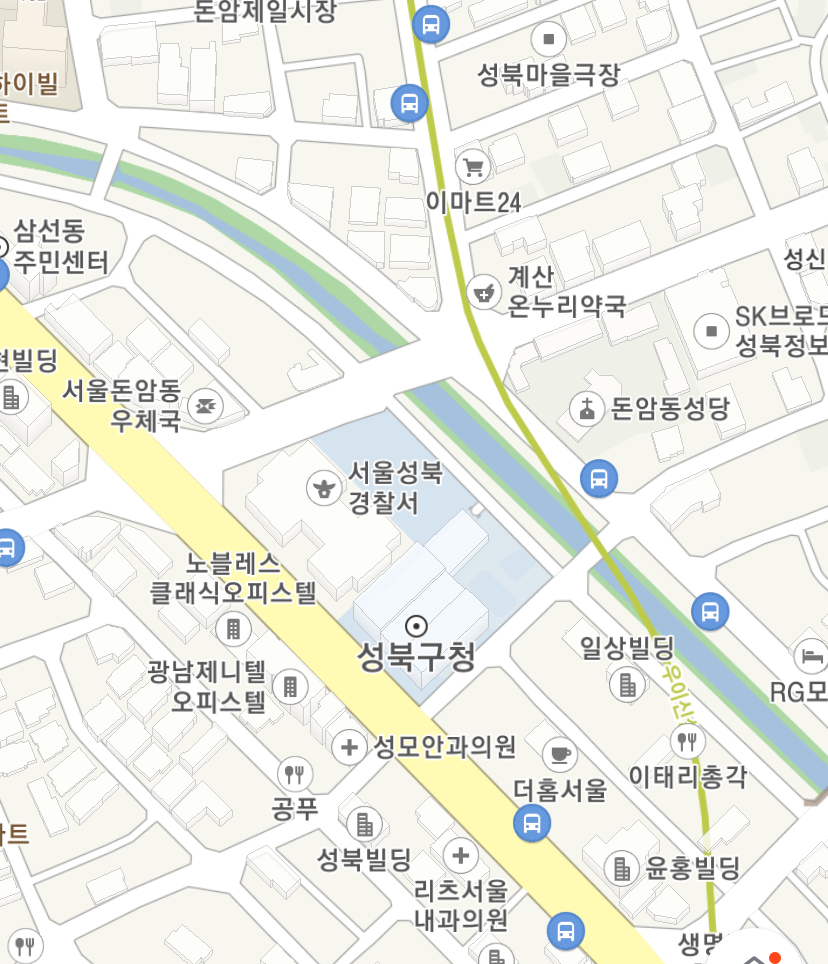 돈암제일시장
성북마을극장
하이빌
트
이마트24
삼선동
주민센터
계산
온누리약국
성신
SK브로드
성북정보
현빌딩
서울돈암동
우체국
돈암동성당
서울성북
경찰서
노블레스
클래식오피스텔
성북구청
일상빌딩
광남제니텔
오피스텔
우이신
RG모
성모안과의원
이태리총각
더홈서울
공푸
아트
성북빌딩
윤홍빌딩
리츠서울
내과의원
생명